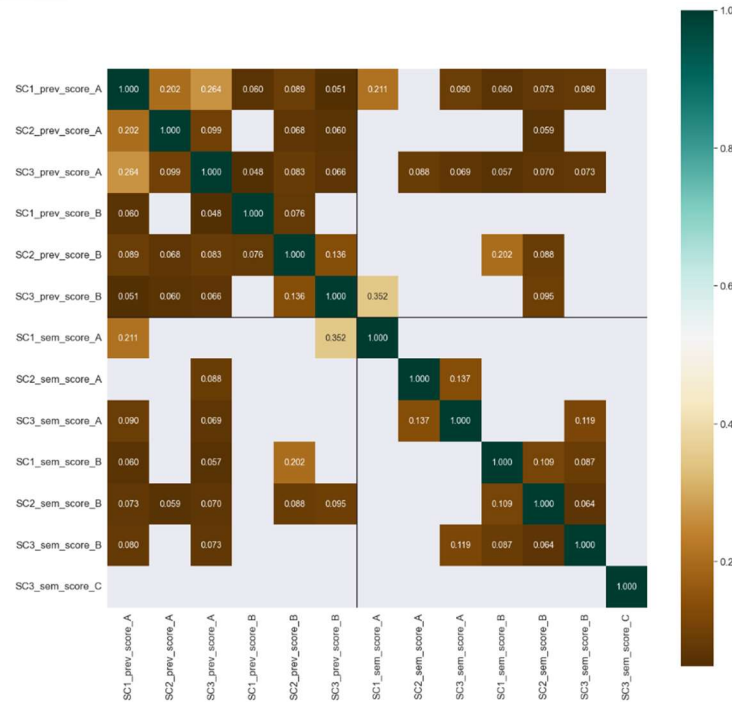 1.0
SC1_prev_score_A 1.000 0.202 0.264 0.060 0.089 0.051 0.211 0.090 0.060 0.073 0.080
SC2_prev_score_A 0.202 1.000 0.099 0.068 0.060 0.059
0.8
SC3_prev_score_A 0.264 0.099 1.000 0.048 0.083 0.066 0.088 0.069 0.057 0.070 0.073
SC1_prev_score_B 0.060 0.048 1.000 0.076
SC2_prev_score_B 0.089 0.068 0.083 0.076 1.000 0.136 0.202 0.088
0.6
SC3_prev_score_B 0.051 0.060 0.066 0.136 1.000 0.352 0.095
SC1_sem_score_A 0.211 0.352 1.000
SC2_sem_score_A 0.088 1.000 0.137
0.4
SC3_sem_score_A 0.090 0.069 0.137 1.000 0.119
SC1_sem_score_B 0.060 0.057 0.202 1.000 0.109 0.087
SC2_sem_score_B 0.073 0.059 0.070 0.088 0.095 0.109 1.000 0.064
SC3_sem_score_B 0.080 0.073 0.119 0.087 0.064 1.000
0.2
SC3_sem_score_C 1.000
SC1_prev_score_A
SC2_prev_score_A
SC3_prev_score_A
SC1_prev_score_B
SC2_prev_score_B
SC3_prev_score_B
SC1_sem_score_A
SC2_sem_score_A
SC3_sem_score_A
SC1_sem_score_B
SC2_sem_score_B
SC3_sem_score_B
SC3_sem_score_C